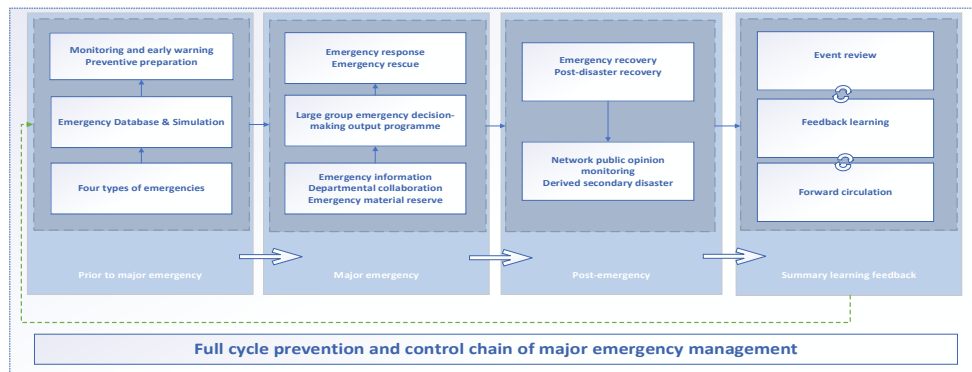 Monitoring and early warning
Preventive preparation
Emergency Database & Simulation
Four types of emergencies
Prior to major emergency
Emergency response
Emergency rescue
Large group emergency decision-
making output programme
Emergency information
Departmental collaboration
Emergency material reserve
Major emergency
Emergency recovery
Post-disaster recovery
Network public opinion
monitoring
Derived secondary disaster
Post-emergency
Event review
Feedback learning
Forward circulation
Summary learning feedback
Full cycle prevention and control chain of major emergency management